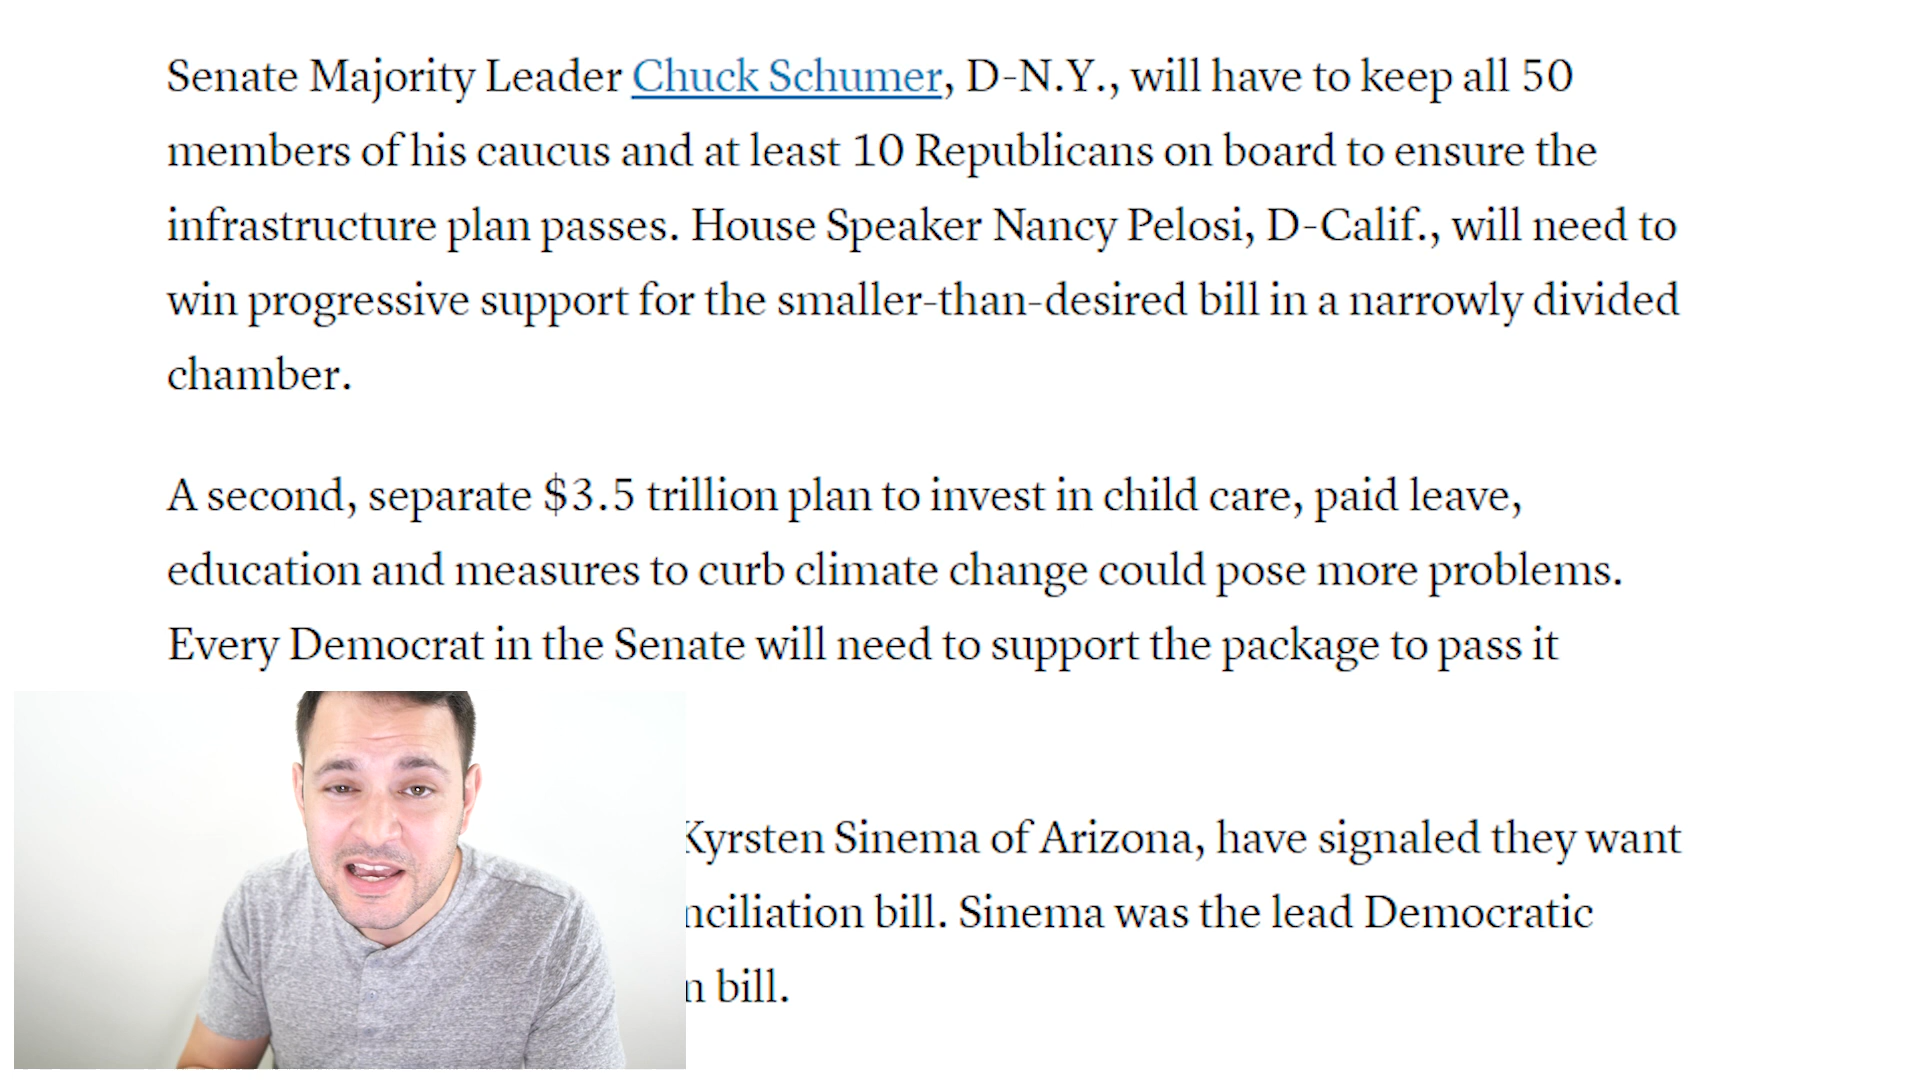 Senate Majority Leader Chuck Schumer, D-N.Y., will have to keep all 50
members of his caucus and at least 10 Republicans on board to ensure the
infrastructure plan passes. House Speaker Nancy Pelosi, D-Calif., will need to
win progressive support for the smaller-than-desired bill in a narrowly divided
chamber.
A second, separate $3.5 trillion plan to invest in child care, paid leave,
education and measures to curb climate change could pose more problems.
Every Democrat in the Senate will need to support the package to pass it
Kyrsten Sinema of Arizona, have signaled they want
nciliation bill. Sinema was the lead Democratic
n bill.